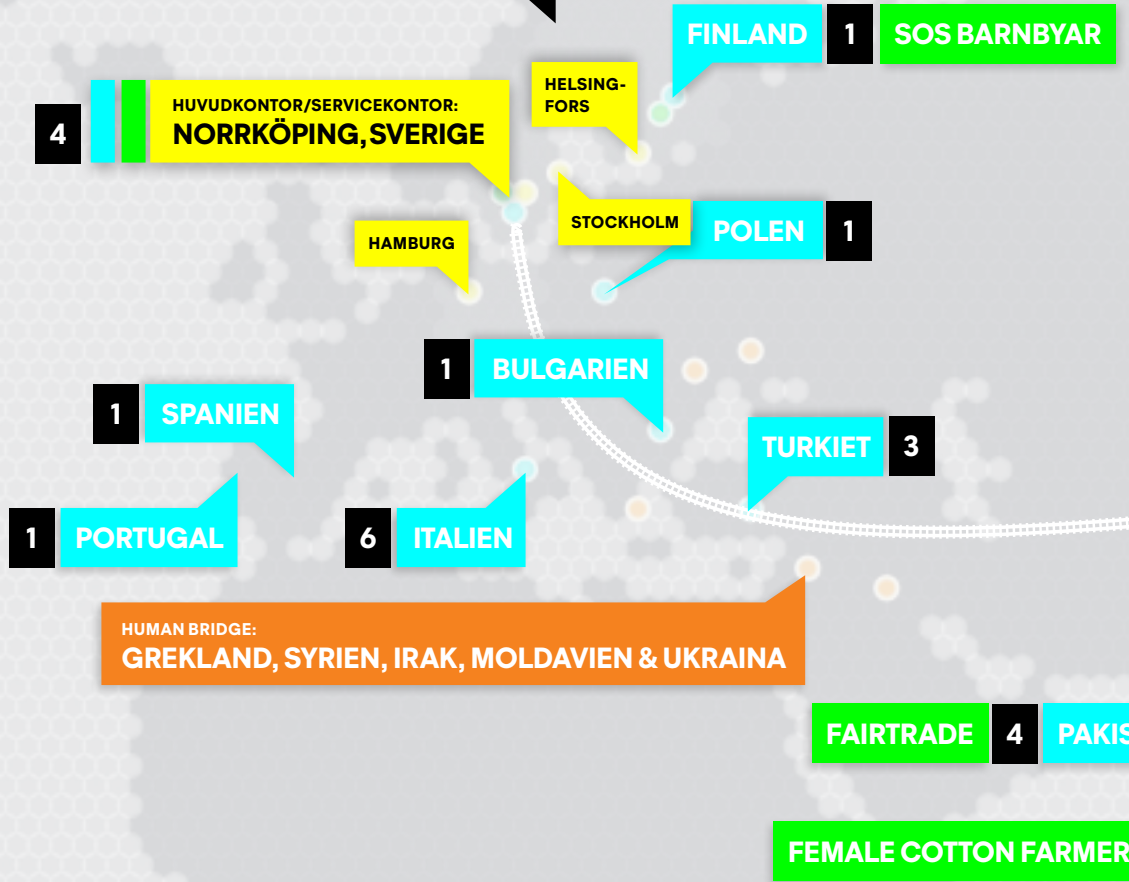 FINLAND 1 SOS BARNBYAR
HELSING-
FORS
HUVUDKONTOR/SERVICEKONTOR:
4 NORRKÖPING, SVERIGE
STOCKHOLM POLEN 1
HAMBURG
1 BULGARIEN
1 SPANIEN
TURKIET 3
1 PORTUGAL
6 ITALIEN
HUMAN BRIDGE:
GREKLAND, SYRIEN, IRAK, MOLDAVIEN & UKRAINA
FAIRTRADE 4 PAKIS
FEMALE COTTON FARMER